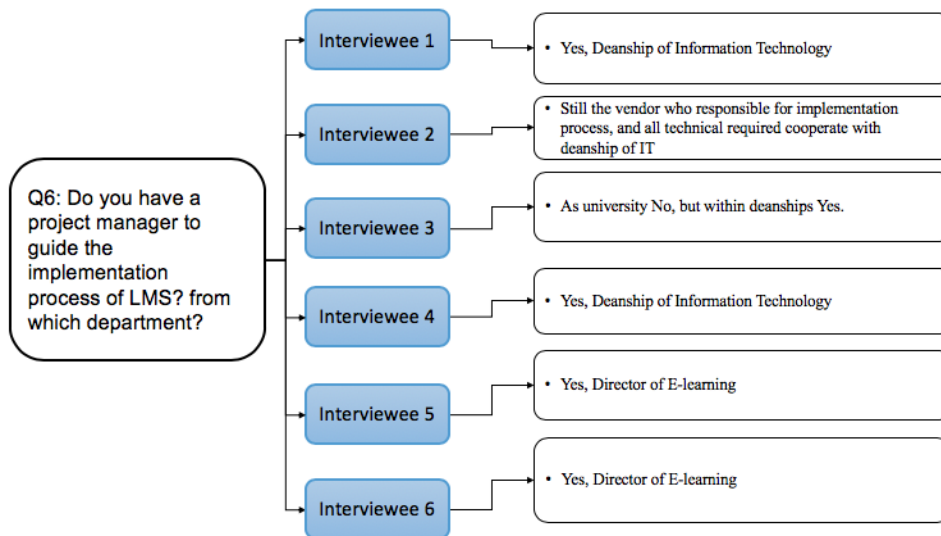 Q6: Do you have a
project manager to
guide the
implementation
process of LMS? from
which department?
Interviewee 1
• Yes, Deanship of Information Technology
Interviewee 2
• Still the vendor who responsible for implementation
process, and all technical required cooperate with
deanship of IT
Interviewee 3
• As university No, but within deanships Yes.
Interviewee 4
• Yes, Deanship of Information Technology
Interviewee 5
• Yes, Director of E-learning
Interviewee 6
• Yes, Director of E-learning